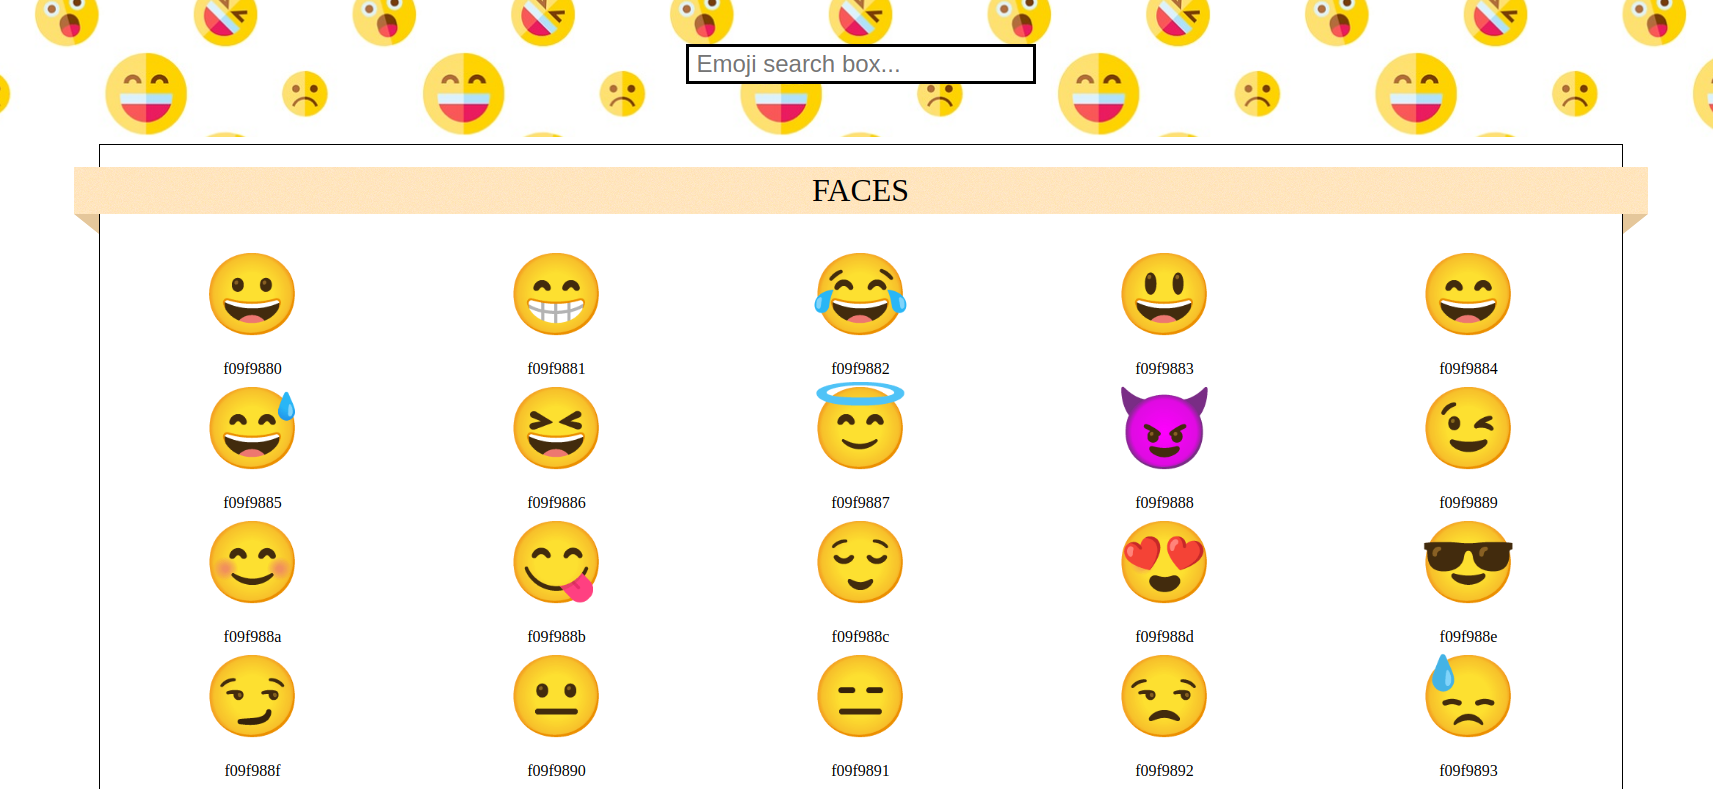 Emoji search box...
FACES
f09f9880 f09f9881 f09f9882 f09f9883 f09f9884
f09f9885 f09f9886 f09f9887 f09f9888 f09f9889
f09f988a f09f988b f09f988c f09f988d f09f988e
f09f988f f09f9890 f09f9891 f09f9892 f09f9893